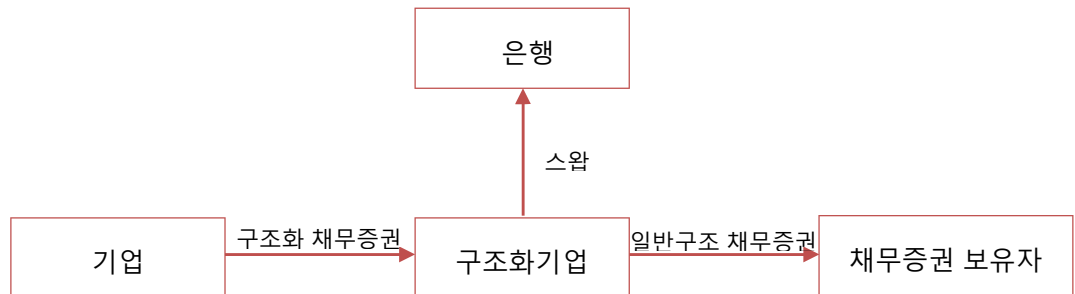 은행
스왑
구조화 채무증권
일반구조 채무증권
기업
구조화기업
채무증권 보유자